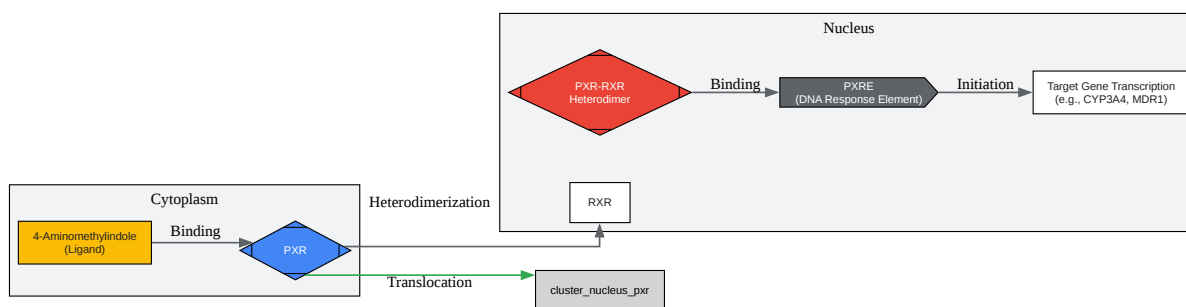 Nucleus
PXR-RXR
Heterodimer
Binding
PXRE
(DNA Response Element)
Initiation
Target Gene Transcription
(e.g., CYP3A4, MDR1)
Cytoplasm
4-Aminomethylindole
(Ligand)
Binding
PXR
Heterodimerization
RXR
Translocation
cluster_nucleus_pxr